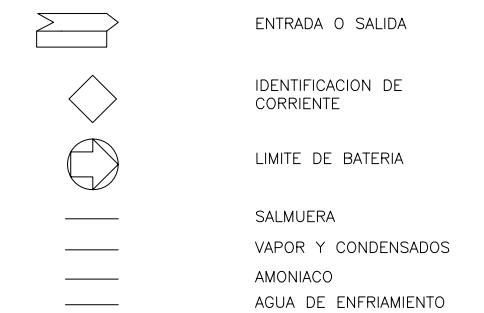 ENTRADA O SALIDA
IDENTIFICACION DE
CORRIENTE
LIMITE DE BATERIA
SALMUERA
VAPOR Y CONDENSADOS
AMONIACO
AGUA DE ENFRIAMIENTO